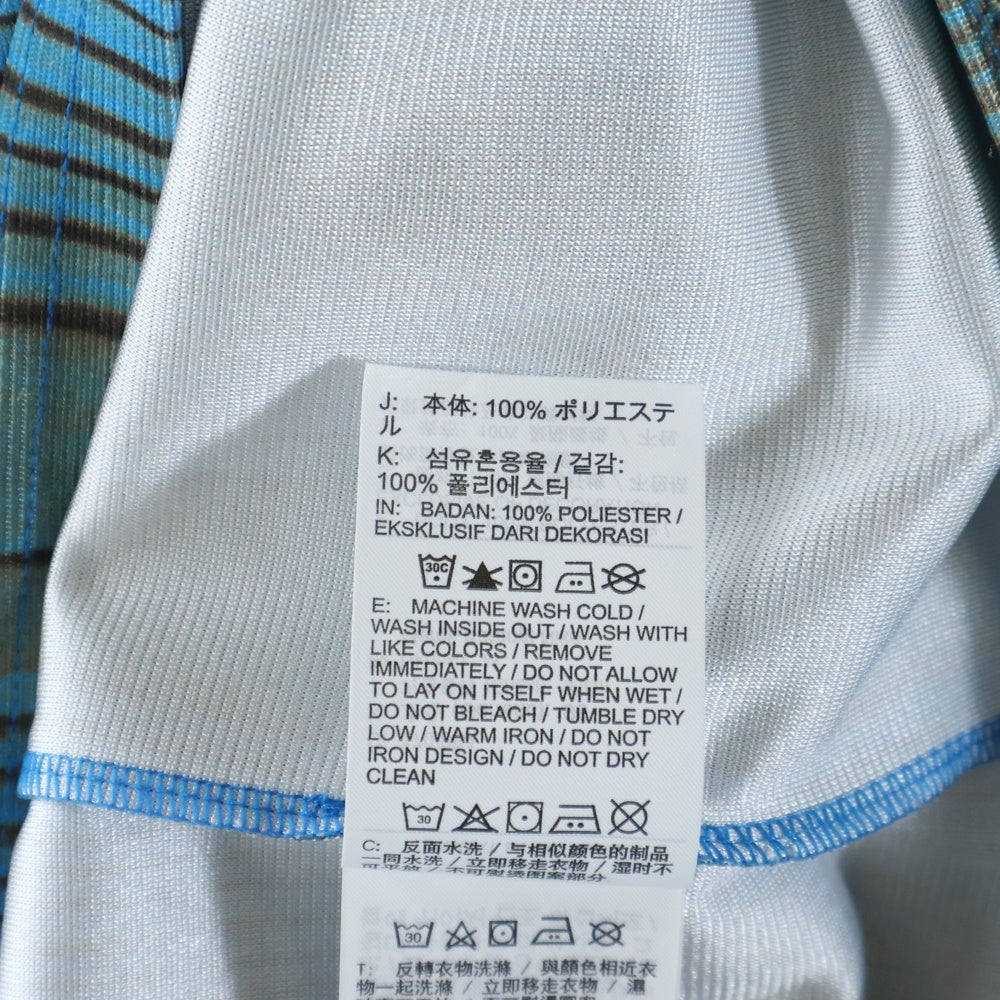 J: 本体: 100% ポリエステ
ル
K: 섬유혼용율 / 겉감:
100% 폴리에스터
IN: BADAN: 100% POLIESTER /
EKSKLUSIF DARI DEKORASI
30C
E: MACHINE WASH COLD /
WASH INSIDE OUT / WASH WITH
LIKE COLORS / REMOVE
IMMEDIATELY / DO NOT ALLOW
TO LAY ON ITSELF WHEN WET /
DO NOT BLEACH / TUMBLE DRY
LOW / WARM IRON / DO NOT
IRON DESIGN / DO NOT DRY
CLEAN
30
C: 反面水洗 / 与相似颜色的制品
一同水洗 / 立即移走衣物 / 湿时不
30
T: 反轉衣物洗滌 / 與顏色相近衣
物一起洗滌 / 立即移走衣物 / 濕